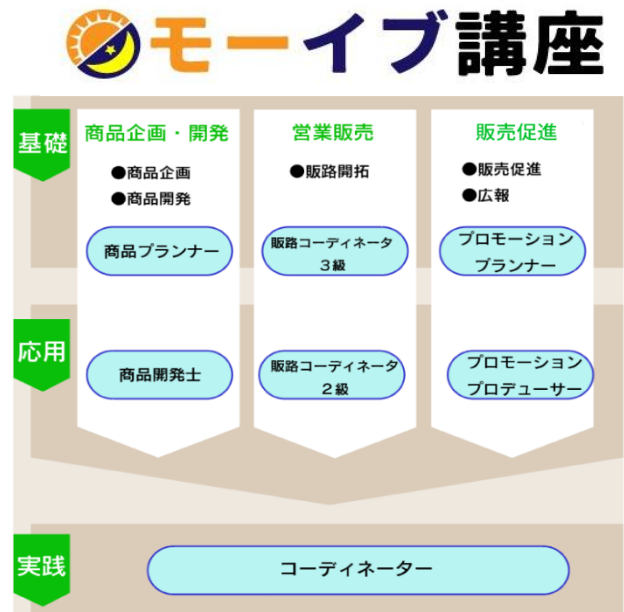 モーイブ講座
基礎
商品企画・開発
●商品企画
●商品開発
商品プランナー
営業販売
●販路開拓
販路コーディネータ
３級
販売促進
●販売促進
●広報
プロモーション
プランナー
応用
商品開発士
販路コーディネータ
２級
プロモーション
プロデューサー
実践
コーディネーター